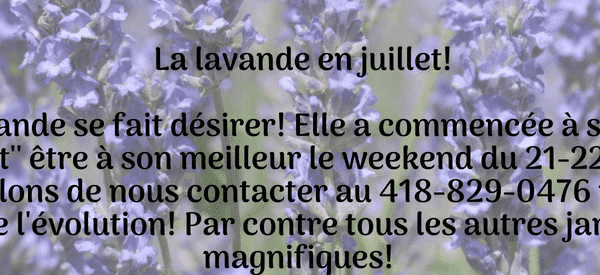 La lavande en juillet!
ande se fait désirer! Elle a commencée à s
t" être à son meilleur le weekend du 21-22
lons de nous contacter au 418-829-0476
e l'évolution! Par contre tous les autres jar
magnifiques!